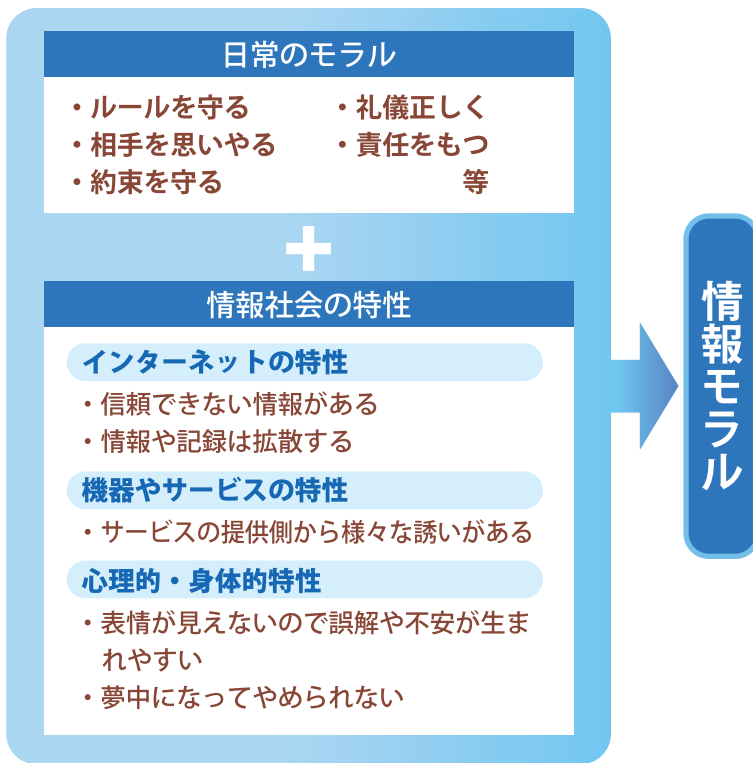 日常のモラル
・ルールを守る
・相手を思いやる
・約束を守る
・礼儀正しく
・責任をもつ
等
+
情報社会の特性
インターネットの特性
・信頼できない情報がある
・情報や記録は拡散する
機器やサービスの特性
・サービスの提供側から様々な誘いがある
心理的・身体的特性
・表情が見えないので誤解や不安が生ま
れやすい
・夢中になってやめられない
情報モラル